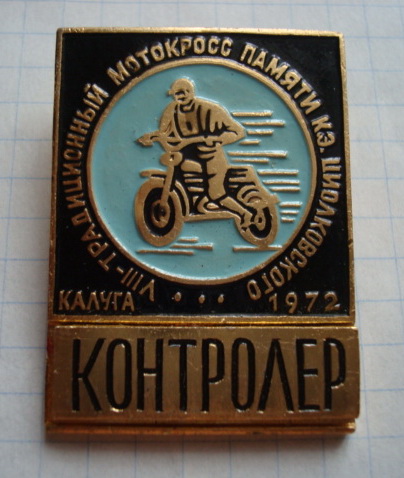 VIII-ТРАДИЦИОННЫЙ МОТОКРОСС ПАМЯТИ К.Э. ЦИОЛКОВСКОГО
КАЛУГА ... 1972
КОНТРОЛЕР